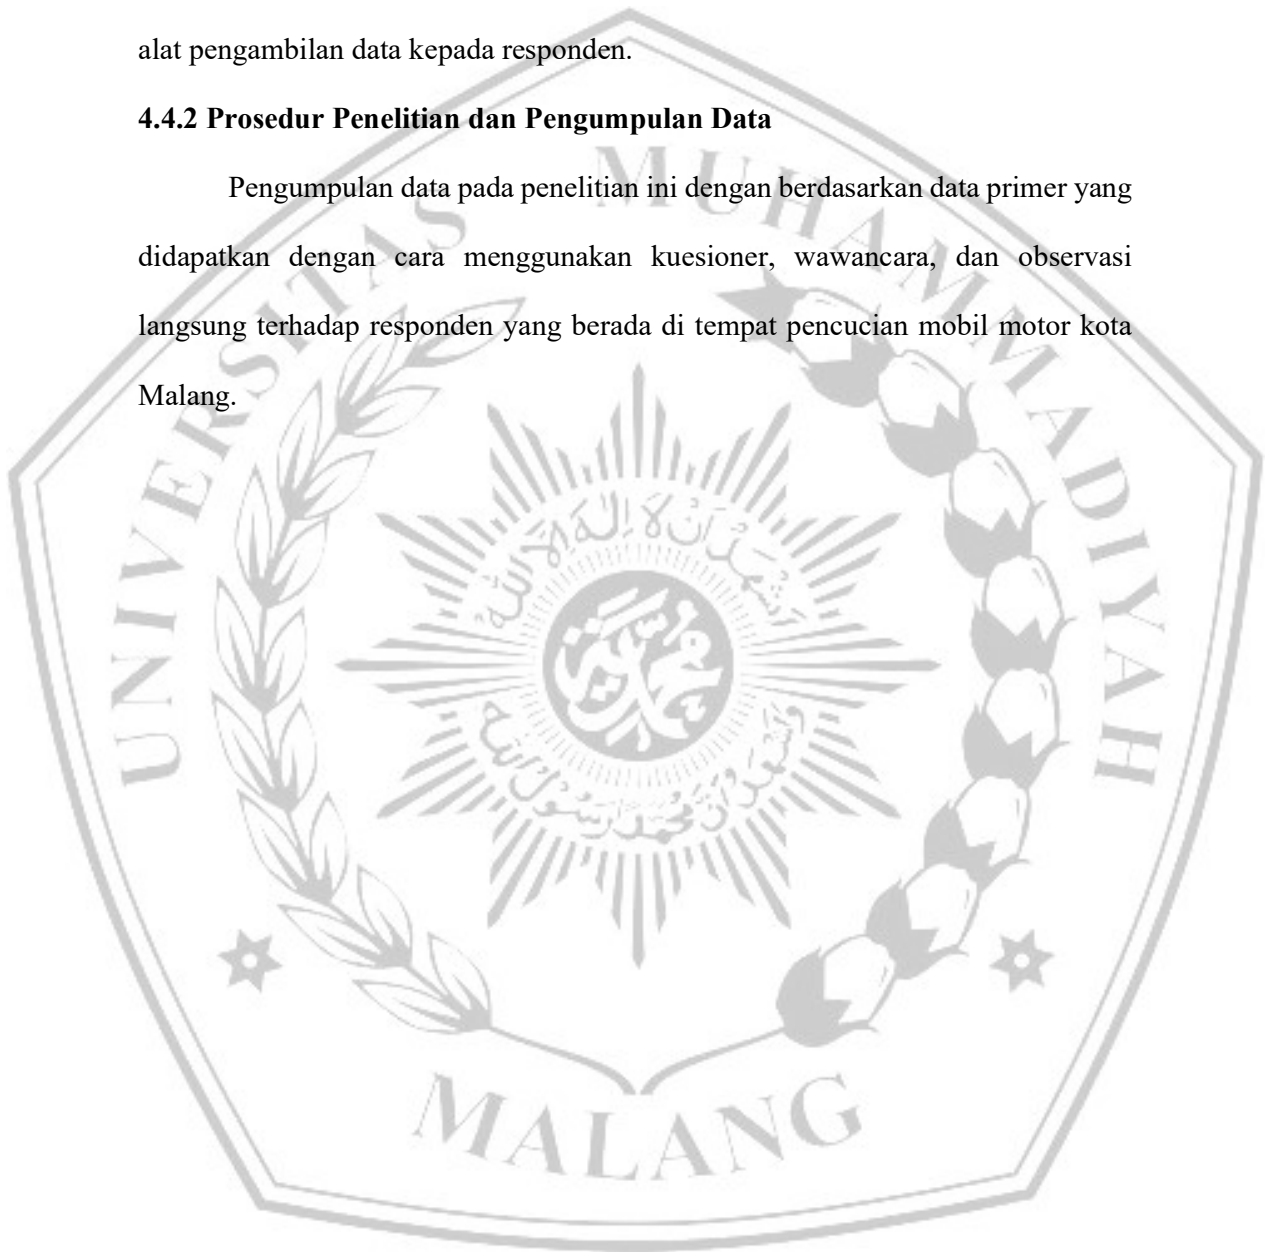 alat pengambilan data kepada responden.
4.4.2 Prosedur Penelitian dan Pengumpulan Data
Pengumpulan data pada penelitian ini dengan berdasarkan data primer yang
didapatkan dengan cara menggunakan kuesioner, wawancara, dan observasi
langsung terhadap responden yang berada di tempat pencucian mobil motor kota
Malang.
UNIVERSITAS MUHAMMADIYAH
MALANG